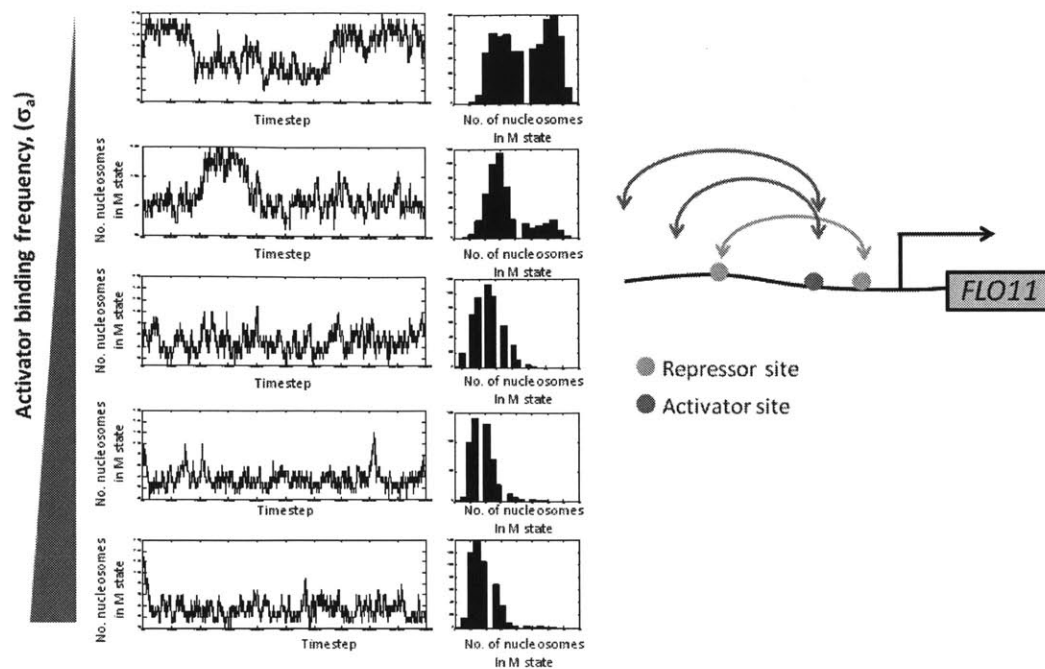 Activator binding frequency, (σa)
Timestep
No. of nucleosomes
In M state
No. nucleosomes
in M state
Timestep
No. of nucleosomes
In M state
No. nucleosomes
in M state
Timestep
No. of nucleosomes
In M state
No. nucleosomes
in M state
Timestep
No. of nucleosomes
In M state
No. nucleosomes
in M state
Timestep
No. of nucleosomes
In M state
FLO11
Repressor site
Activator site